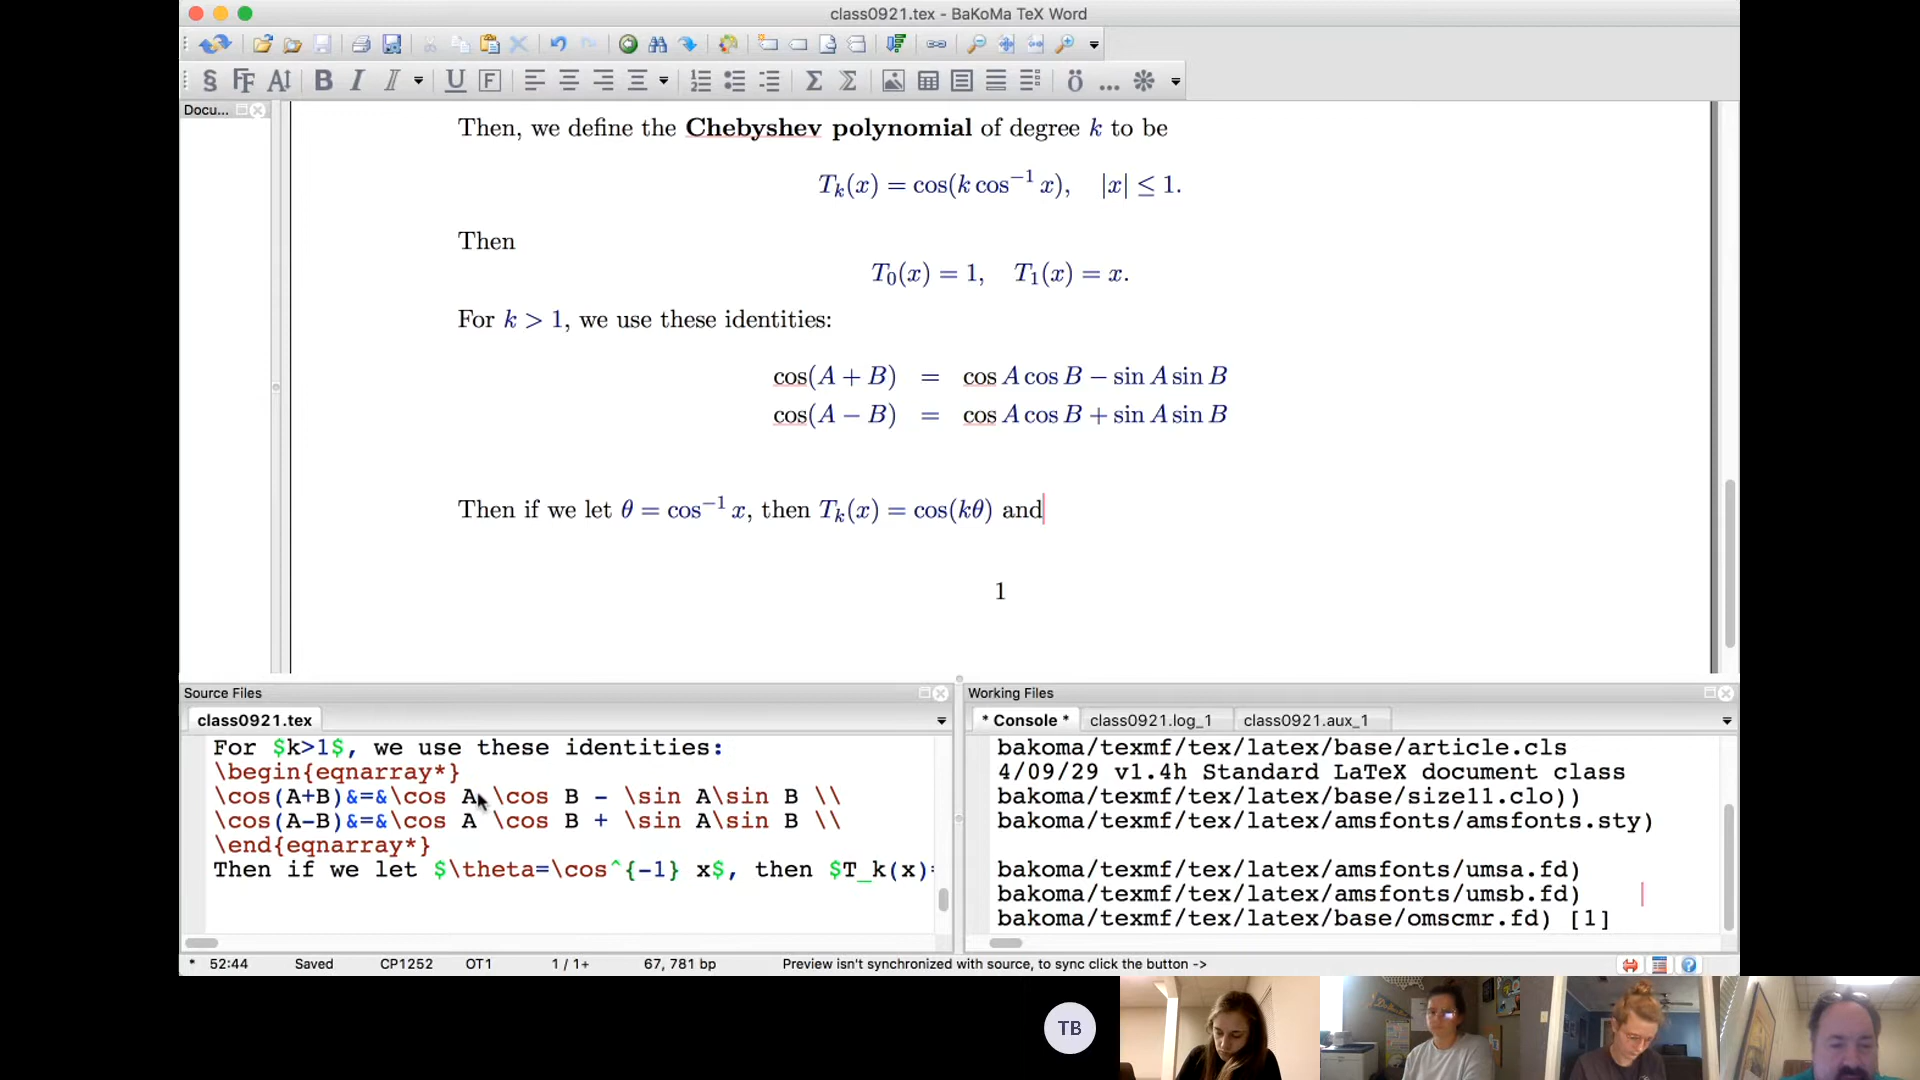 class0921.tex - BaKoMa TeX Word
Docu...
Then, we define the Chebyshev polynomial of degree k to be
Tₖ(x) = cos(k cos⁻¹ x),   |x| ≤ 1.
Then
T₀(x) = 1,   T₁(x) = x.
For k > 1, we use these identities:
cos(A + B) = cos A cos B − sin A sin B
cos(A − B) = cos A cos B + sin A sin B
Then if we let θ = cos⁻¹ x, then Tₖ(x) = cos(kθ) and
1
Source Files
class0921.tex
For $k>1$, we use these identities:
\begin{eqnarray*}
\cos(A+B)&=&\cos A \cos B - \sin A\sin B \\
\cos(A-B)&=&\cos A \cos B + \sin A\sin B \\
\end{eqnarray*}
Then if we let $\theta=\cos^{-1} x$, then $T_k(x)=
Working Files
* Console *   class0921.log_1   class0921.aux_1
bakoma/texmf/tex/latex/base/article.cls
4/09/29 v1.4h Standard LaTeX document class
bakoma/texmf/tex/latex/base/size11.clo))
bakoma/texmf/tex/latex/amsfonts/amsfonts.sty)
bakoma/texmf/tex/latex/amsfonts/umsa.fd)
bakoma/texmf/tex/latex/amsfonts/umsb.fd)
bakoma/texmf/tex/latex/base/omscmr.fd) [1]
* 52:44   Saved   CP1252   OT1   1 / 1+   67, 781 bp   Preview isn't synchronized with source, to sync click the button ->
TB